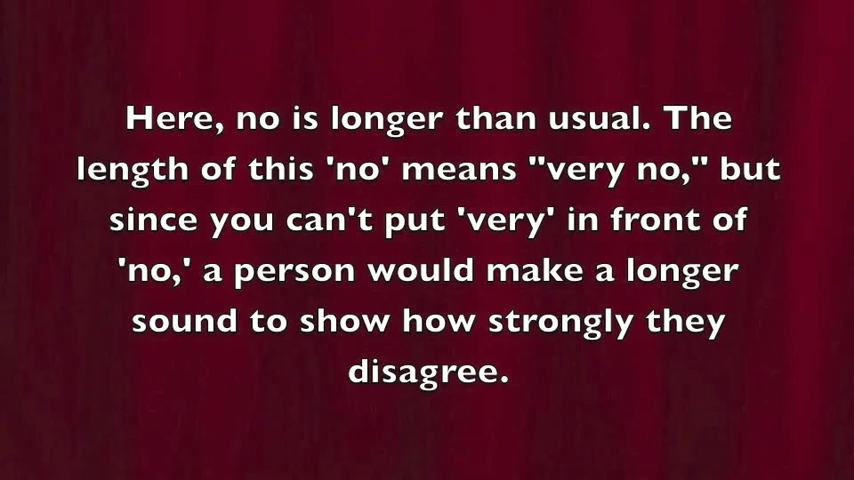 Here, no is longer than usual. The
length of this 'no' means "very no," but
since you can't put 'very' in front of
'no,' a person would make a longer
sound to show how strongly they
disagree.